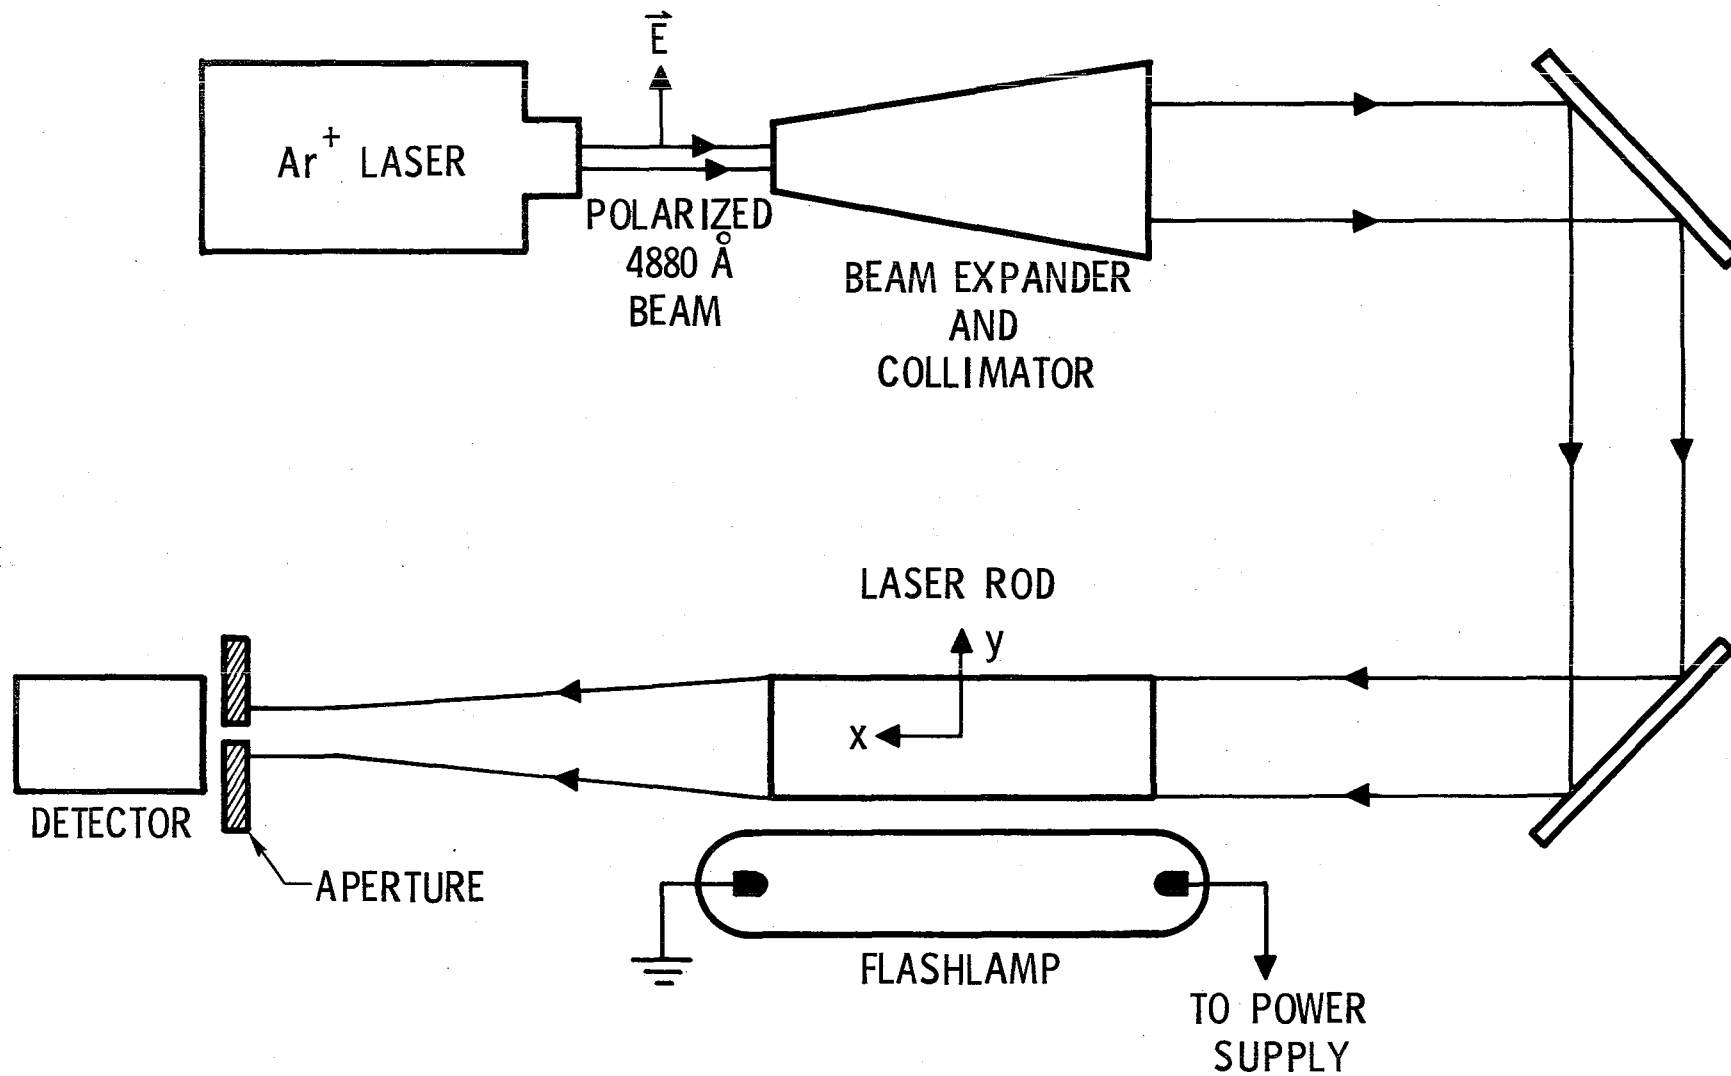 E
Ar+ LASER
POLARIZED
4880 Å
BEAM
BEAM EXPANDER
AND
COLLIMATOR
LASER ROD
y
x
DETECTOR
APERTURE
FLASHLAMP
TO POWER
SUPPLY